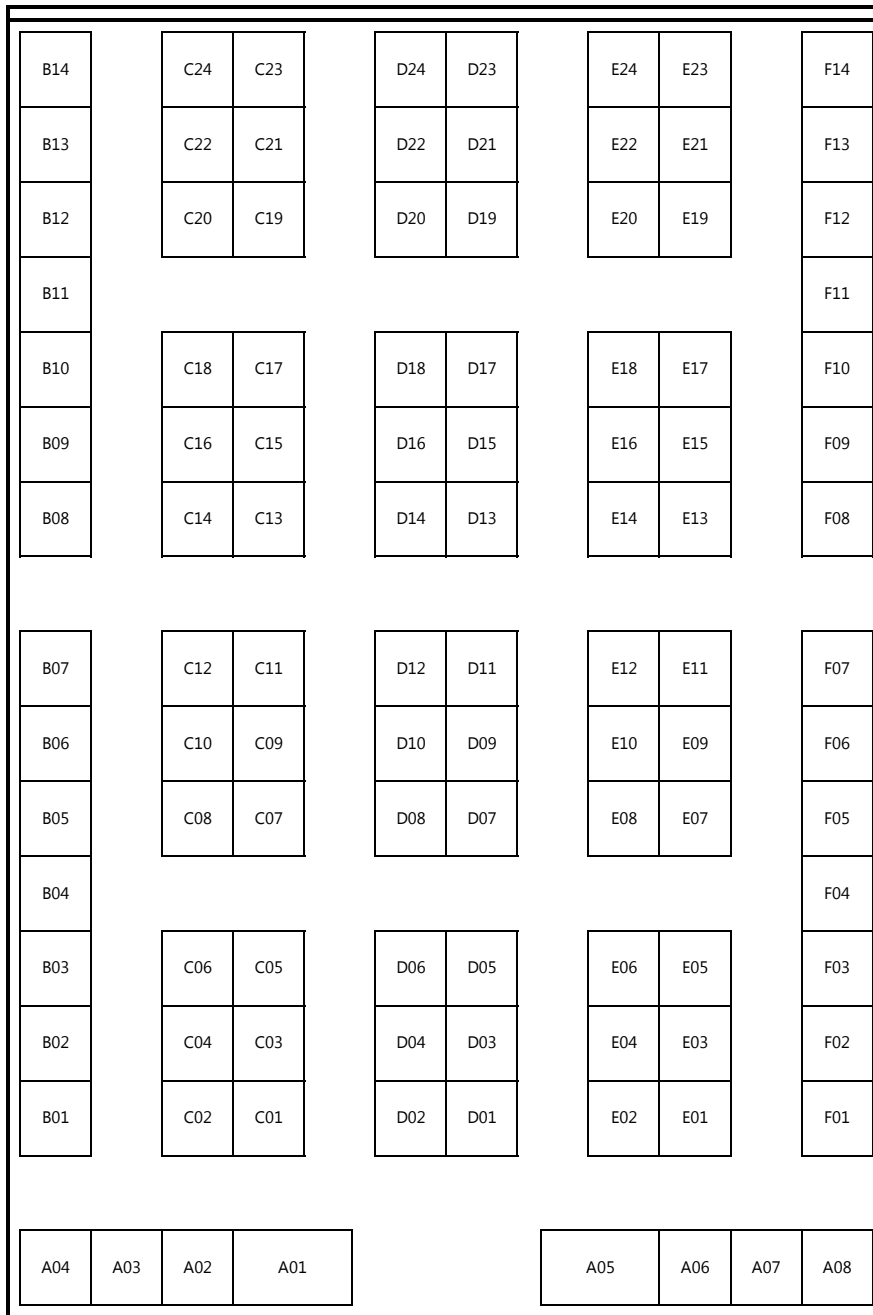 B14 C24 C23 D24 D23 E24 E23 F14
B13 C22 C21 D22 D21 E22 E21 F13
B12 C20 C19 D20 D19 E20 E19 F12
B11 F11
B10 C18 C17 D18 D17 E18 E17 F10
B09 C16 C15 D16 D15 E16 E15 F09
B08 C14 C13 D14 D13 E14 E13 F08
B07 C12 C11 D12 D11 E12 E11 F07
B06 C10 C09 D10 D09 E10 E09 F06
B05 C08 C07 D08 D07 E08 E07 F05
B04 F04
B03 C06 C05 D06 D05 E06 E05 F03
B02 C04 C03 D04 D03 E04 E03 F02
B01 C02 C01 D02 D01 E02 E01 F01
A04 A03 A02 A01 A05 A06 A07 A08